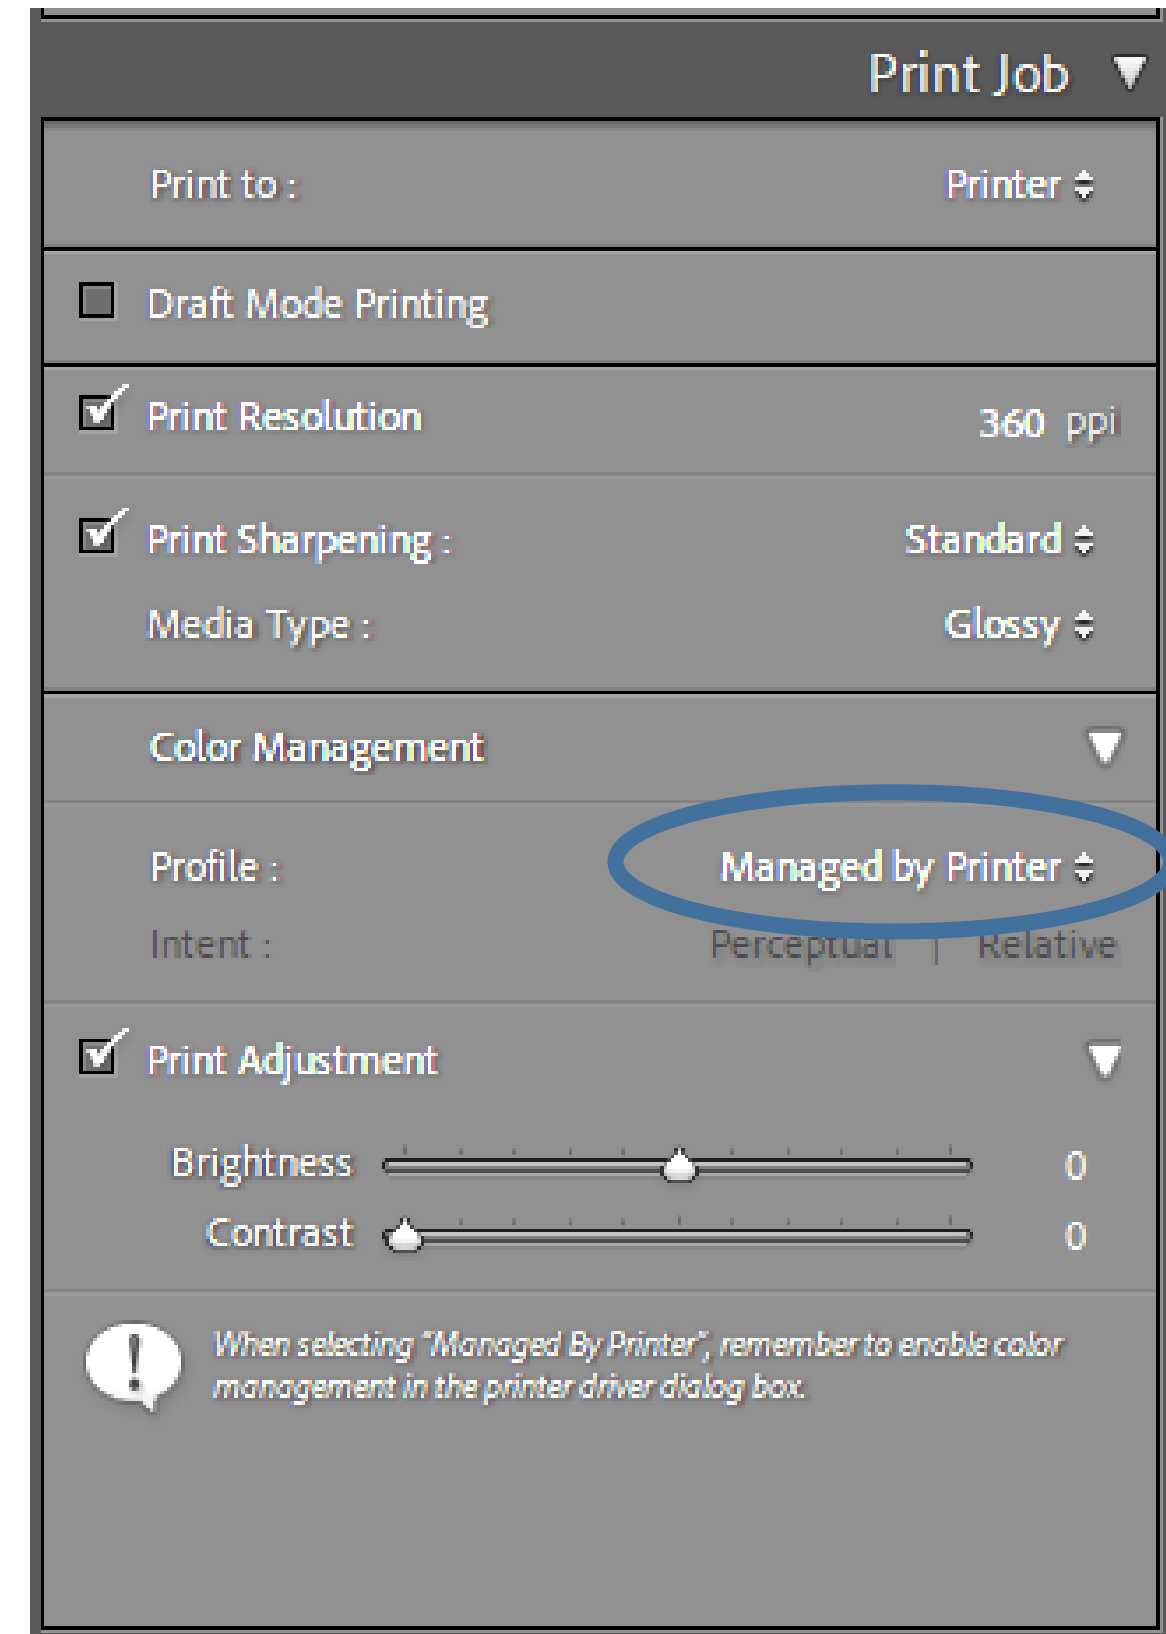 Print Job
Print to : Printer
Draft Mode Printing
Print Resolution 360 ppi
Print Sharpening : Standard
Media Type : Glossy
Color Management
Profile : Managed by Printer
Intent : Perceptual | Relative
Print Adjustment
Brightness 0
Contrast 0
! When selecting "Managed By Printer", remember to enable color
management in the printer driver dialog box.